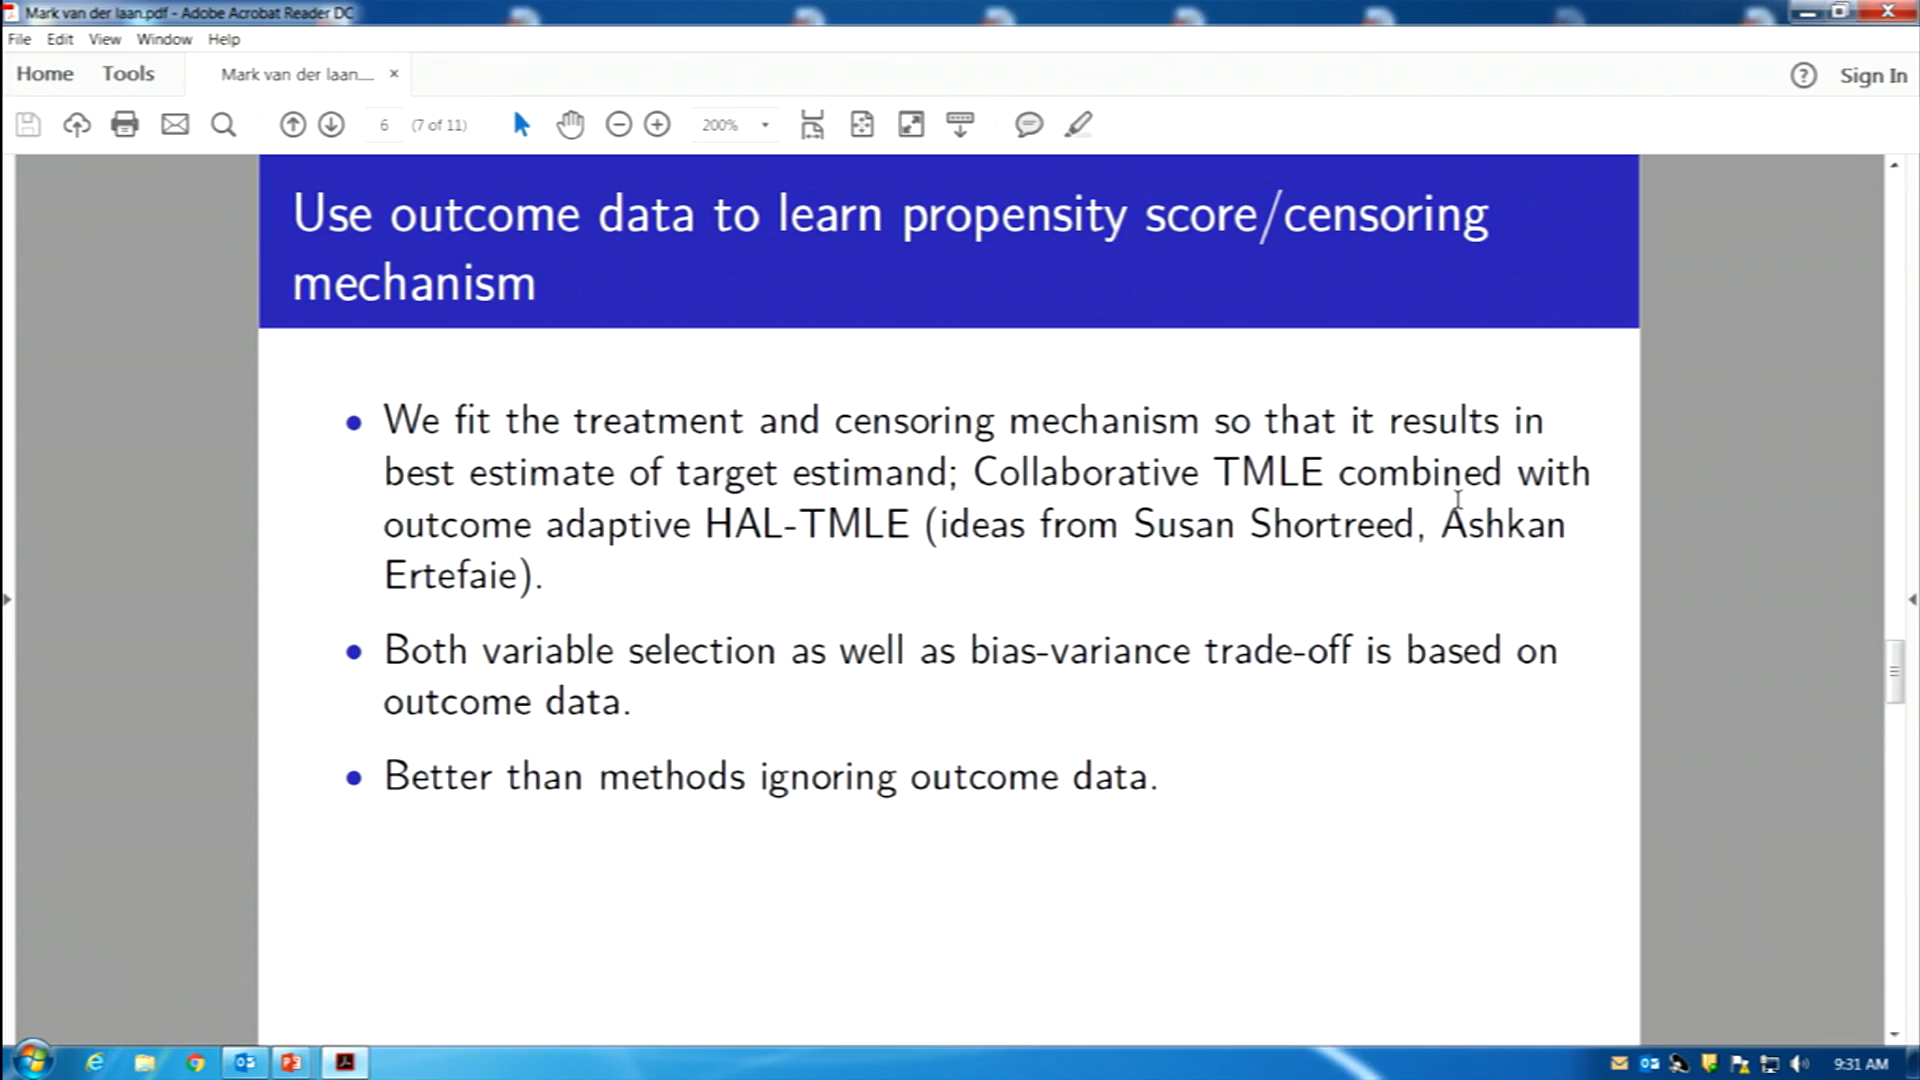 Mark van der laan.pdf - Adobe Acrobat Reader DC
File Edit View Window Help
Home Tools Mark van der laan.... × ? Sign In
6 (7 of 11) 200%
Use outcome data to learn propensity score/censoring
mechanism
• We fit the treatment and censoring mechanism so that it results in
best estimate of target estimand; Collaborative TMLE combined with
outcome adaptive HAL-TMLE (ideas from Susan Shortreed, Ashkan
Ertefaie).
• Both variable selection as well as bias-variance trade-off is based on
outcome data.
• Better than methods ignoring outcome data.
9:31 AM